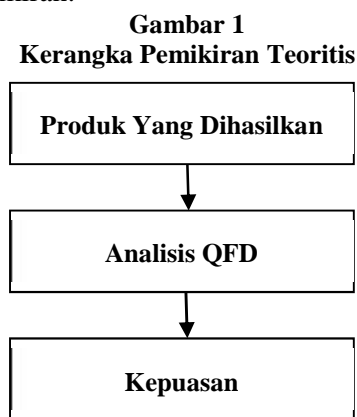 Gambar 1
Kerangka Pemikiran Teoritis
Produk Yang Dihasilkan
Analisis QFD
Kepuasan